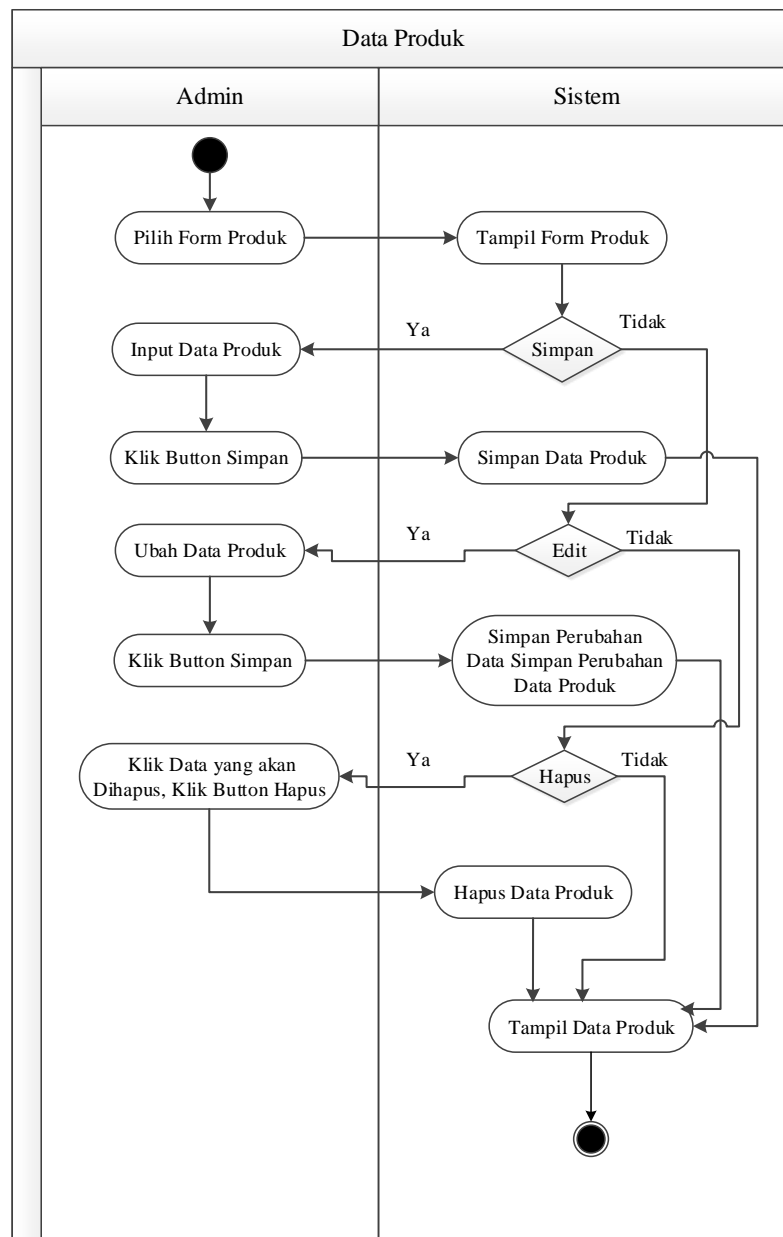 Data Produk
Admin
Sistem
Pilih Form Produk
Tampil Form Produk
Ya
Tidak
Input Data Produk
Simpan
Klik Button Simpan
Simpan Data Produk
Ya
Tidak
Ubah Data Produk
Edit
Klik Button Simpan
Simpan Perubahan
Data Simpan Perubahan
Data Produk
Klik Data yang akan
Dihapus, Klik Button Hapus
Ya
Tidak
Hapus
Hapus Data Produk
Tampil Data Produk